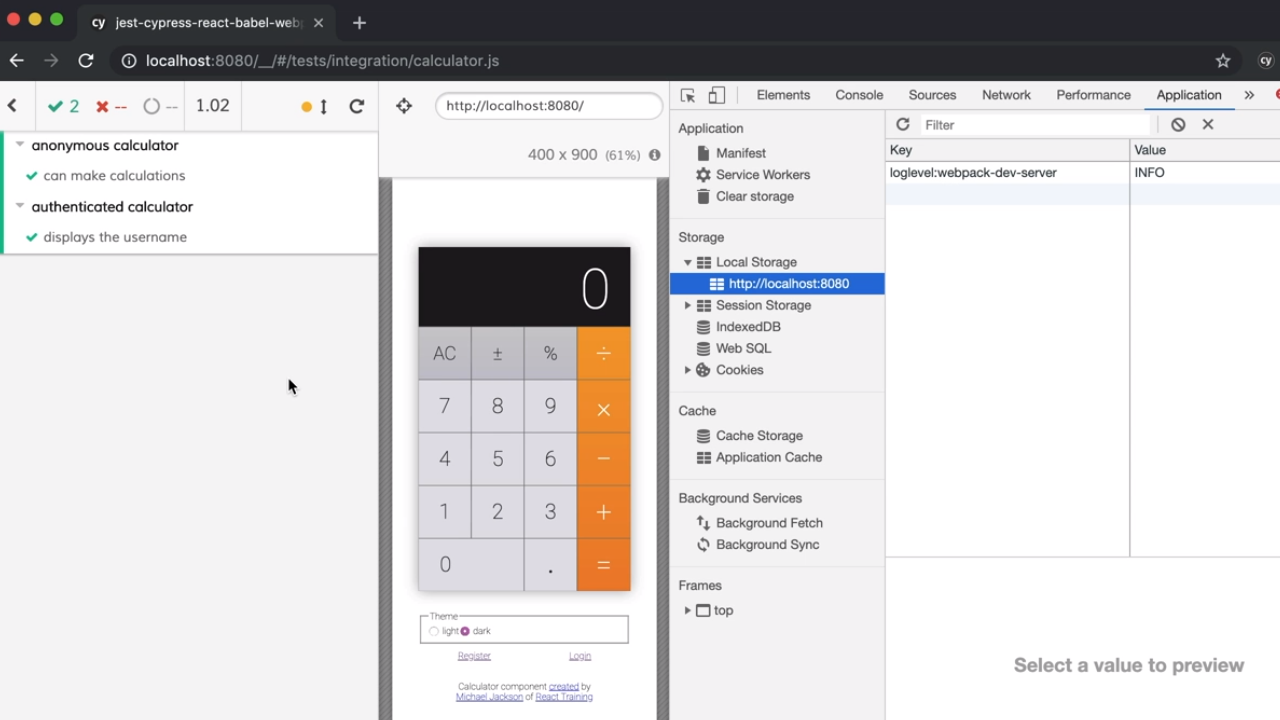 cy jest-cypress-react-babel-web
localhost:8080/__/#/tests/integration/calculator.js
cy
2 -- -- 1.02
anonymous calculator
can make calculations
authenticated calculator
displays the username
http://localhost:8080/
400 x 900 (61%)
0
AC ± % ÷
7 8 9 ×
4 5 6 −
1 2 3 +
0 . =
Theme
light dark
Register Login
Calculator component created by
Michael Jackson of React Training
Elements Console Sources Network Performance Application »
Application
Manifest
Service Workers
Clear storage
Storage
Local Storage
http://localhost:8080
Session Storage
IndexedDB
Web SQL
Cookies
Cache
Cache Storage
Application Cache
Background Services
Background Fetch
Background Sync
Frames
top
Filter
Key Value
loglevel:webpack-dev-server INFO
Select a value to preview